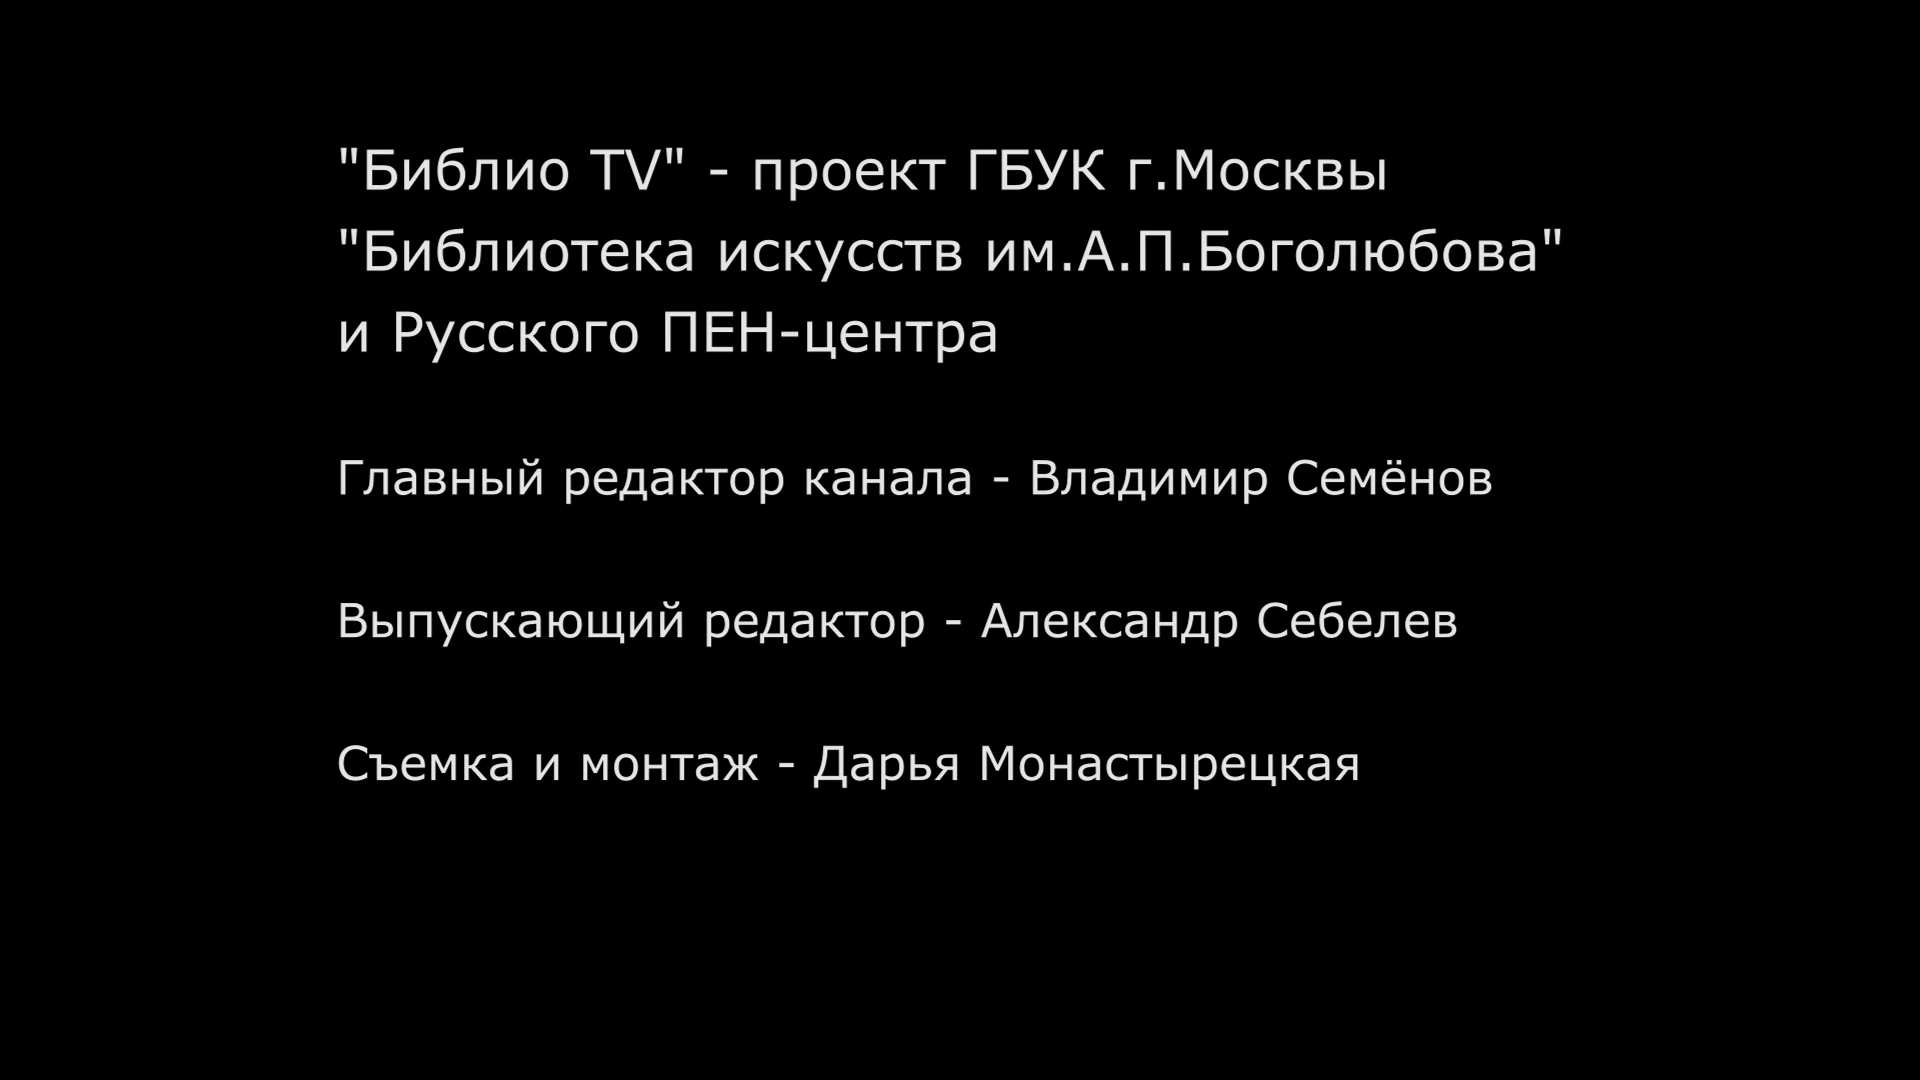 "Библио TV" - проект ГБУК г.Москвы
"Библиотека искусств им.А.П.Боголюбова"
и Русского ПЕН-центра
Главный редактор канала - Владимир Семёнов
Выпускающий редактор - Александр Себелев
Съемка и монтаж - Дарья Монастырецкая